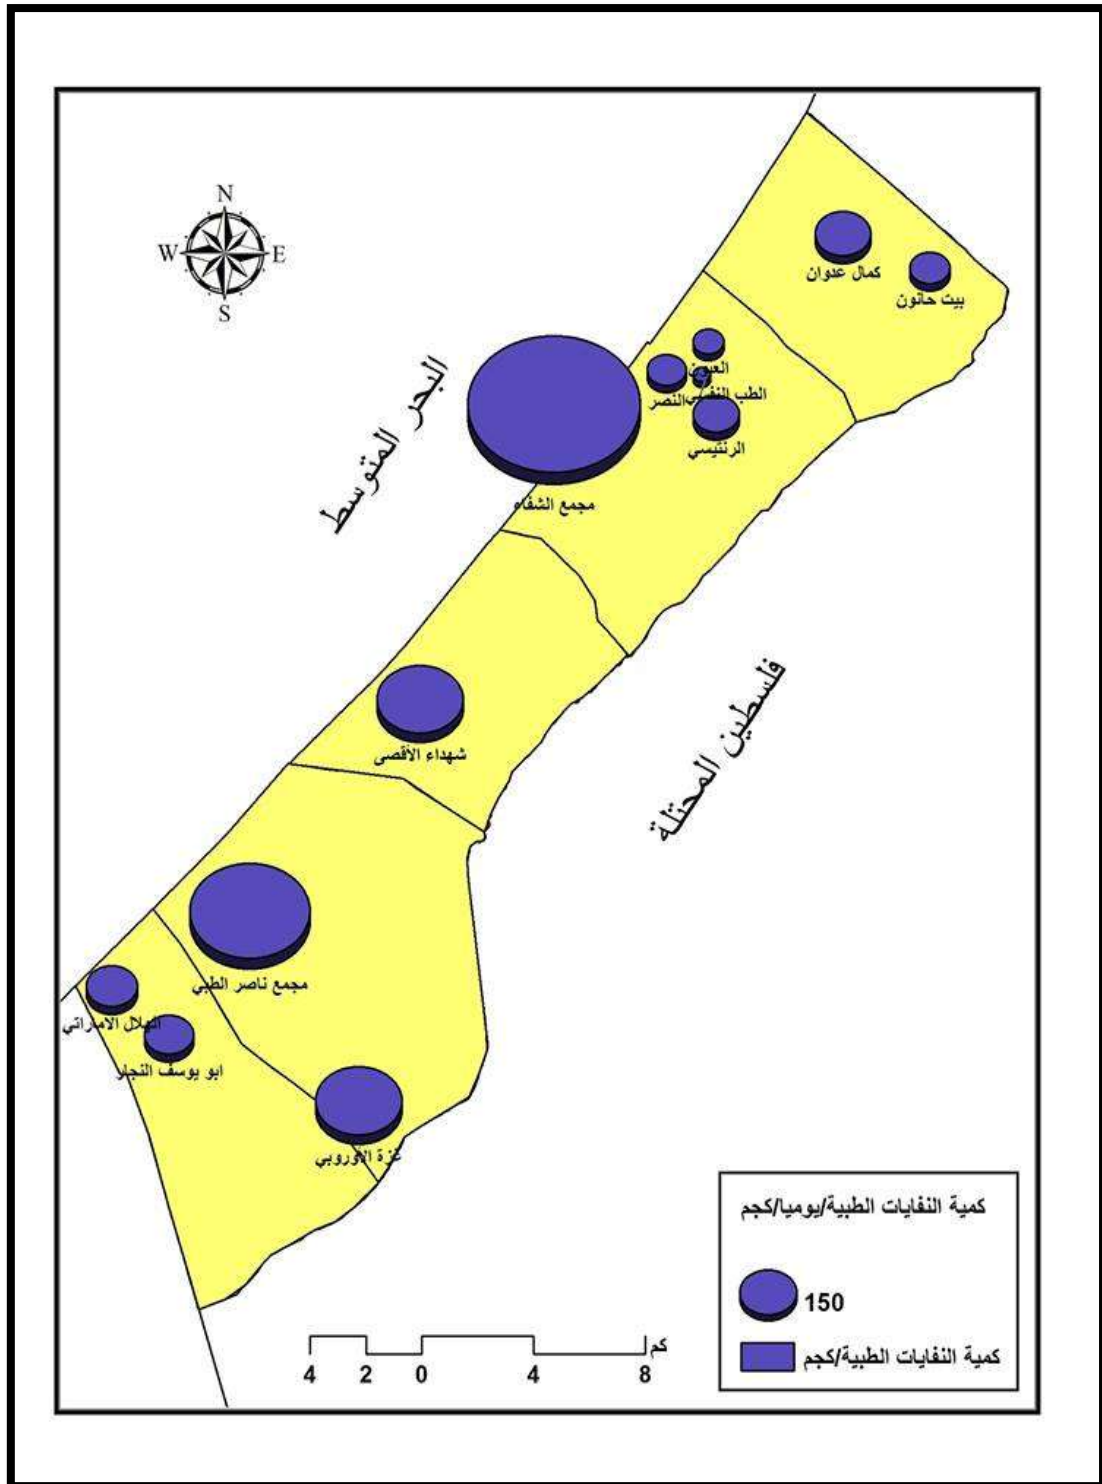 N
W
E
S
كمال عدوان
بيت حانون
العيون
الطب النفسي
النصر
الرنتيسي
مجمع الشفاء
البحر المتوسط
فلسطين المحتلة
شهداء الأقصى
مجمع ناصر الطبي
الهلال الاماراتي
ابو يوسف النجار
غزة الأوروبي
كمية النفايات الطبية/يوميا/كجم
150
كمية النفايات الطبية/كجم
كم
4 2 0 4 8